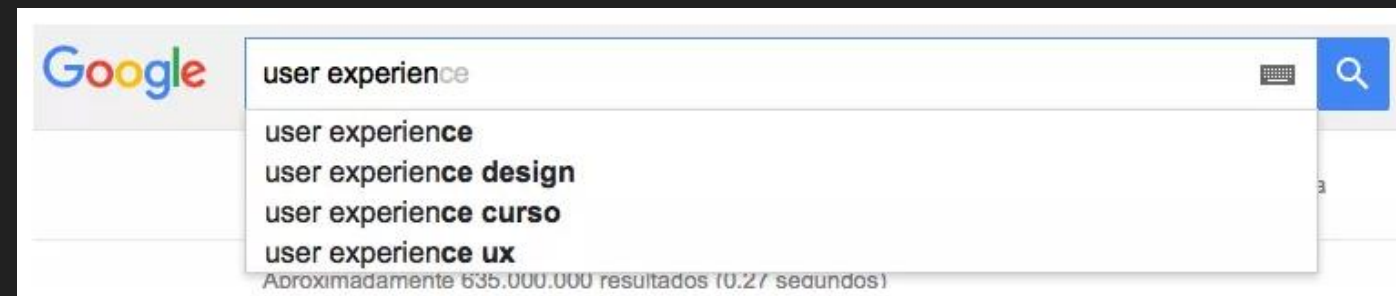 Google
user experience
user experience
user experience design
user experience curso
user experience ux
a
Aproximadamente 635.000.000 resultados (0.27 segundos)